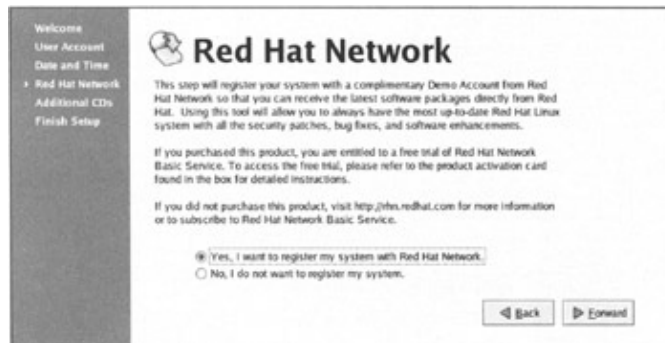 Welcome
User Account
Date and Time
Red Hat Network
Additional CDs
Finish Setup
Red Hat Network
This step will register your system with a complimentary Demo Account from Red
Hat Network so that you can receive the latest software packages directly from Red
Hat. Using this tool will allow you to always have the most up-to-date Red Hat Linux
system with all the security patches, bug fixes, and software enhancements.
If you purchased this product, you are entitled to a free trial of Red Hat Network
Basic Service. To access the free trial, please refer to the product activation card
found in the box for detailed instructions.
If you did not purchase this product, visit http://rhn.redhat.com for more information
or to subscribe to Red Hat Network Basic Service.
Yes, I want to register my system with Red Hat Network.
No, I do not want to register my system.
Back
Forward